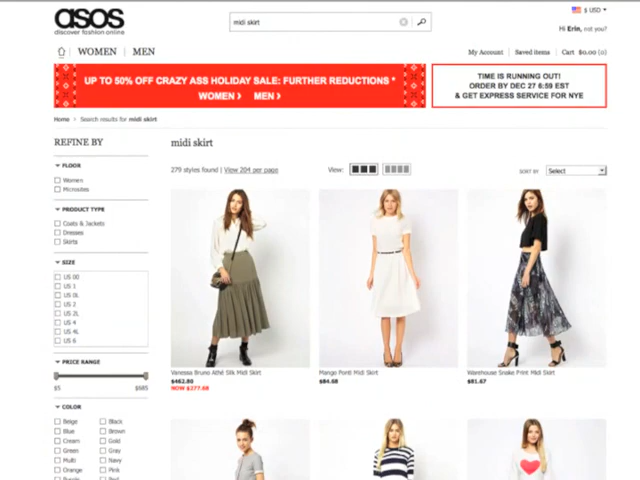 asos
discover fashion online
midi skirt
$ USD
Hi Erin, not you?
WOMEN
MEN
My Account
Saved items
Cart $0.00 (0)
UP TO 50% OFF CRAZY ASS HOLIDAY SALE: FURTHER REDUCTIONS *
WOMEN ❯ MEN ❯
TIME IS RUNNING OUT!
ORDER BY DEC 27 6:59 EST
& GET EXPRESS SERVICE FOR NYE
Home > Search results for midi skirt
REFINE BY
midi skirt
279 styles found | View 204 per page
View:
SORT BY
Select
FLOOR
Women
Microsites
PRODUCT TYPE
Coats & Jackets
Dresses
Skirts
SIZE
US 00
US 1
US 0L
US 2
US 2L
US 4
US 4L
US 6
PRICE RANGE
$5
$685
COLOR
Beige
Black
Blue
Brown
Cream
Gold
Green
Gray
Multi
Navy
Orange
Pink
Vanessa Bruno Athé Silk Midi Skirt
$462.80
NOW $277.68
Mango Ponti Midi Skirt
$84.68
Warehouse Snake Print Midi Skirt
$81.67